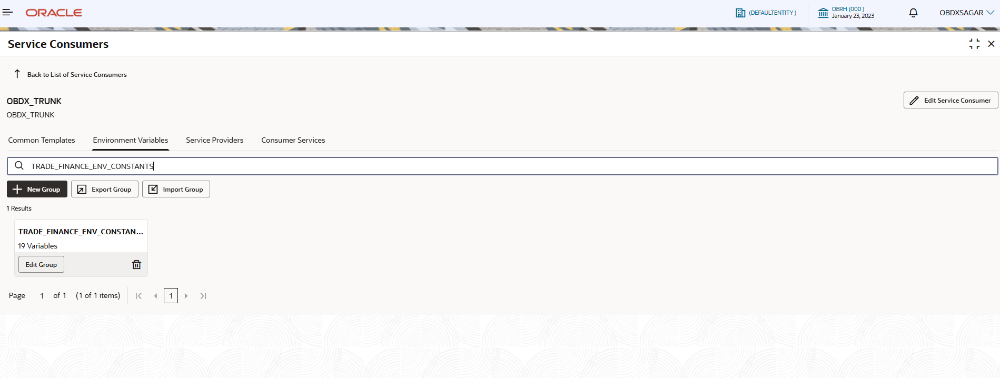 ORACLE
(DEFAULTENTITY )
OBRH (000 )
January 23, 2023
OBDXSAGAR
Service Consumers
Back to List of Service Consumers
OBDX_TRUNK
Edit Service Consumer
OBDX_TRUNK
Common Templates Environment Variables Service Providers Consumer Services
TRADE_FINANCE_ENV_CONSTANTS
New Group Export Group Import Group
1 Results
TRADE_FINANCE_ENV_CONSTAN...
19 Variables
Edit Group
Page 1 of 1 (1 of 1 items) 1